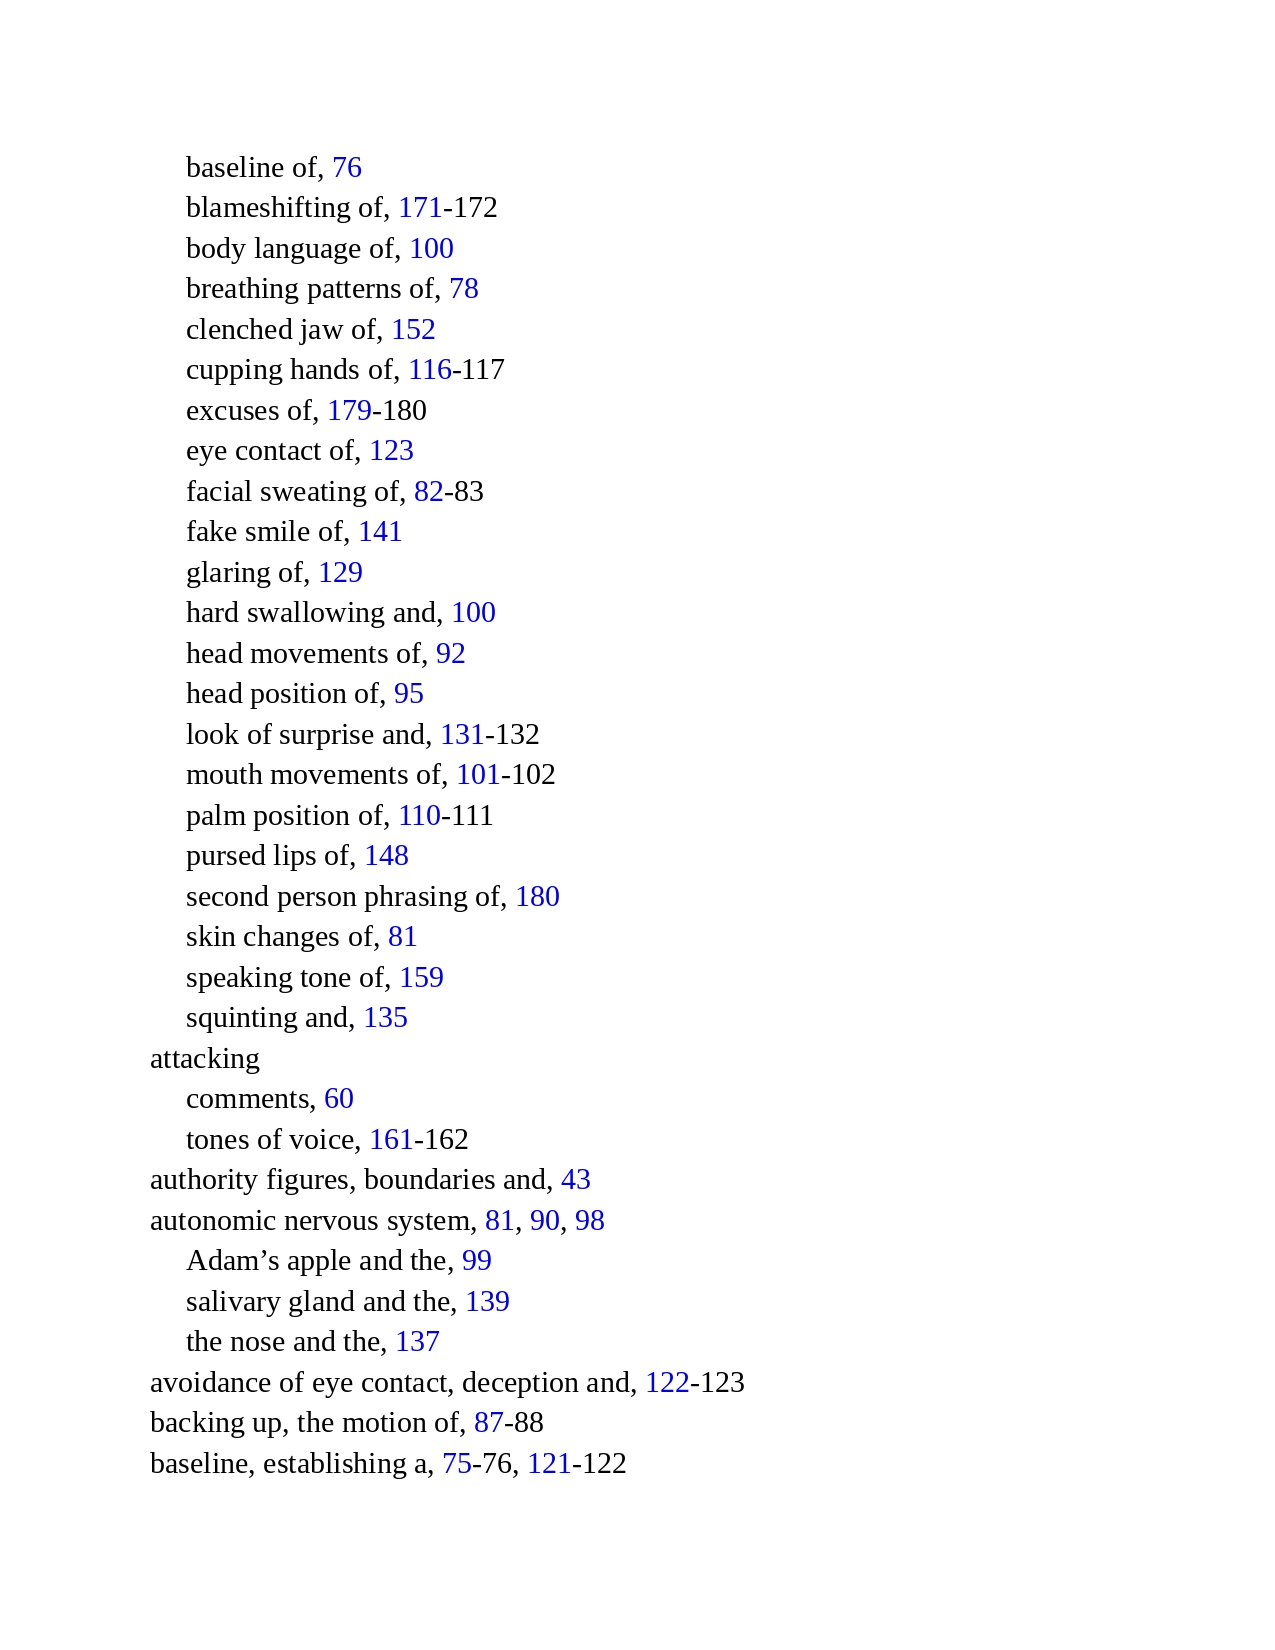 baseline of, 76
blameshifting of, 171-172
body language of, 100
breathing patterns of, 78
clenched jaw of, 152
cupping hands of, 116-117
excuses of, 179-180
eye contact of, 123
facial sweating of, 82-83
fake smile of, 141
glaring of, 129
hard swallowing and, 100
head movements of, 92
head position of, 95
look of surprise and, 131-132
mouth movements of, 101-102
palm position of, 110-111
pursed lips of, 148
second person phrasing of, 180
skin changes of, 81
speaking tone of, 159
squinting and, 135
attacking
comments, 60
tones of voice, 161-162
authority figures, boundaries and, 43
autonomic nervous system, 81, 90, 98
Adam’s apple and the, 99
salivary gland and the, 139
the nose and the, 137
avoidance of eye contact, deception and, 122-123
backing up, the motion of, 87-88
baseline, establishing a, 75-76, 121-122